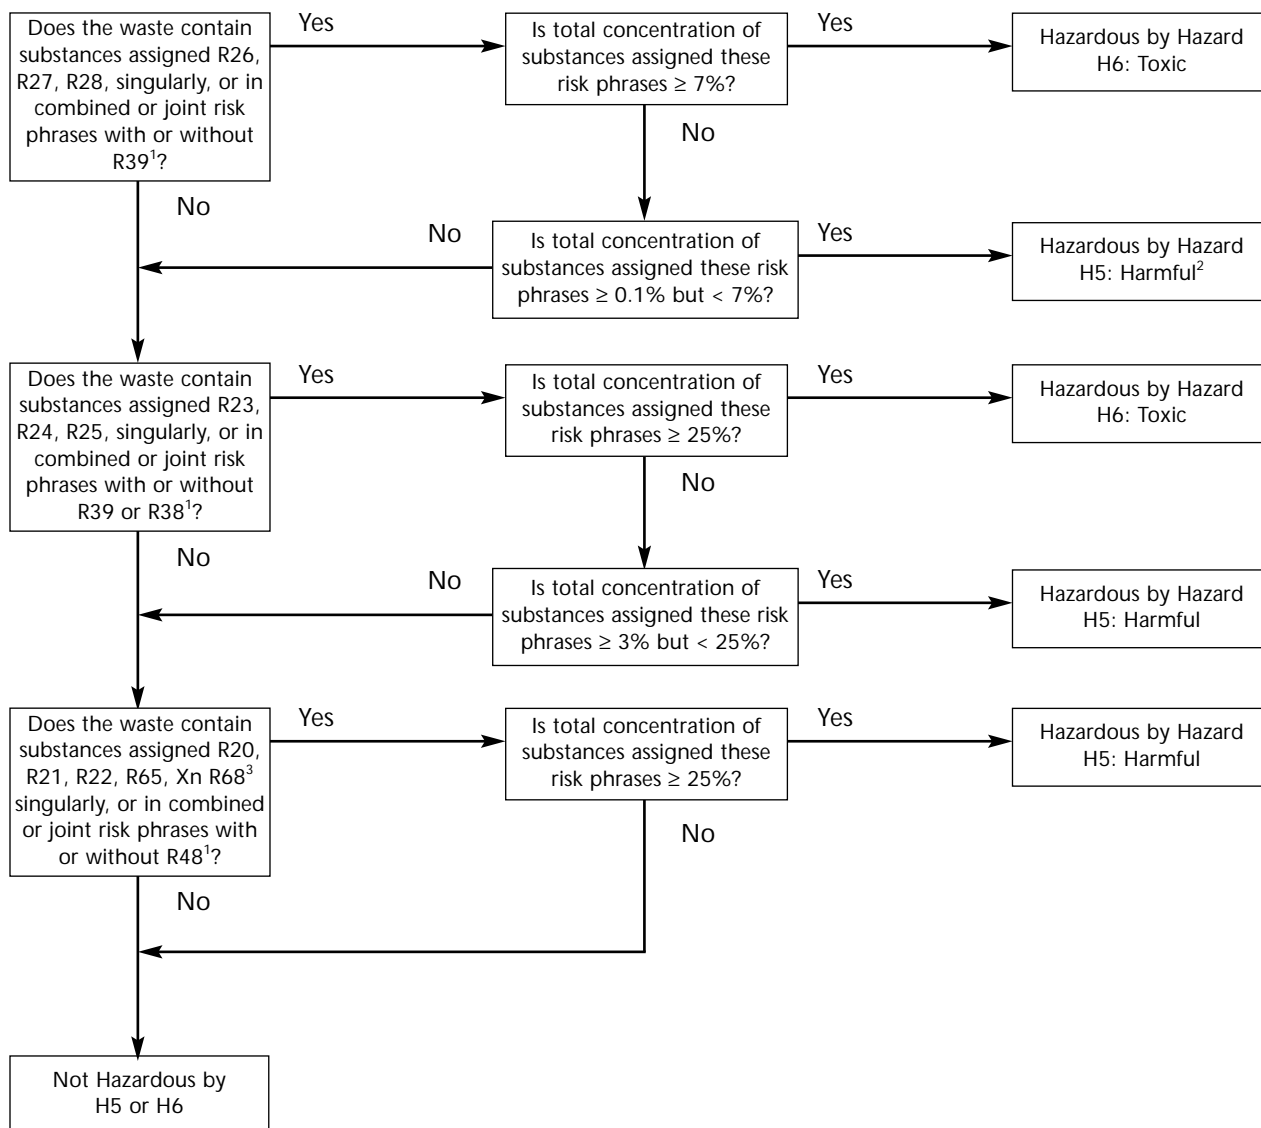 Does the waste contain
substances assigned R26,
R27, R28, singularly, or in
combined or joint risk
phrases with or without
R39¹?
Yes
Is total concentration of
substances assigned these
risk phrases ≥ 7%?
Yes
Hazardous by Hazard
H6: Toxic
No
No
Is total concentration of
substances assigned these risk
phrases ≥ 0.1% but < 7%?
No
Yes
Hazardous by Hazard
H5: Harmful²
Does the waste contain
substances assigned R23,
R24, R25, singularly, or in
combined or joint risk
phrases with or without
R39 or R38¹?
Yes
Is total concentration of
substances assigned these
risk phrases ≥ 25%?
Yes
Hazardous by Hazard
H6: Toxic
No
No
Is total concentration of
substances assigned these risk
phrases ≥ 3% but < 25%?
No
Yes
Hazardous by Hazard
H5: Harmful
Does the waste contain
substances assigned R20,
R21, R22, R65, Xn R68³
singularly, or in combined
or joint risk phrases with
or without R48¹?
Yes
Is total concentration of
substances assigned these
risk phrases ≥ 25%?
Yes
Hazardous by Hazard
H5: Harmful
No
No
Not Hazardous by
H5 or H6